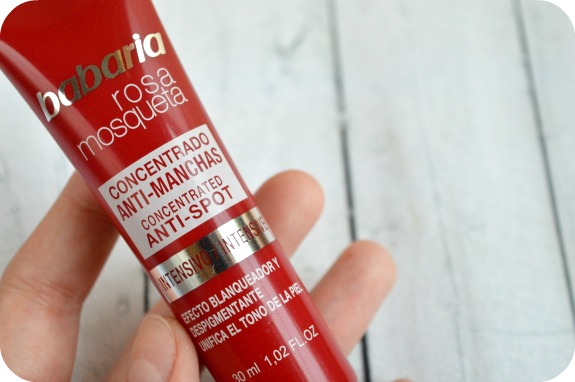 babaria
rosa
mosqueta
CONCENTRADO
ANTI-MANCHAS
CONCENTRATED
ANTI-SPOT
INTENSIVO-INTENSIVE
EFECTO BLANQUEADOR Y
DESPIGMENTANTE
UNIFICA EL TONO DE LA PIEL
30 ml 1,02 FL.OZ